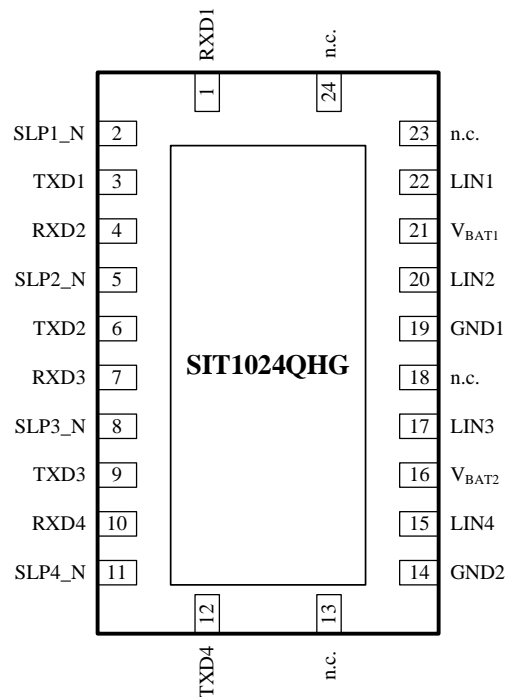 RXD1 n.c.
1 24
SLP1_N 2 23 n.c.
TXD1 3 22 LIN1
RXD2 4 21 VBAT1
SLP2_N 5 20 LIN2
TXD2 6 19 GND1
SIT1024QHG
RXD3 7 18 n.c.
SLP3_N 8 17 LIN3
TXD3 9 16 VBAT2
RXD4 10 15 LIN4
SLP4_N 11 14 GND2
12 13
TXD4 n.c.